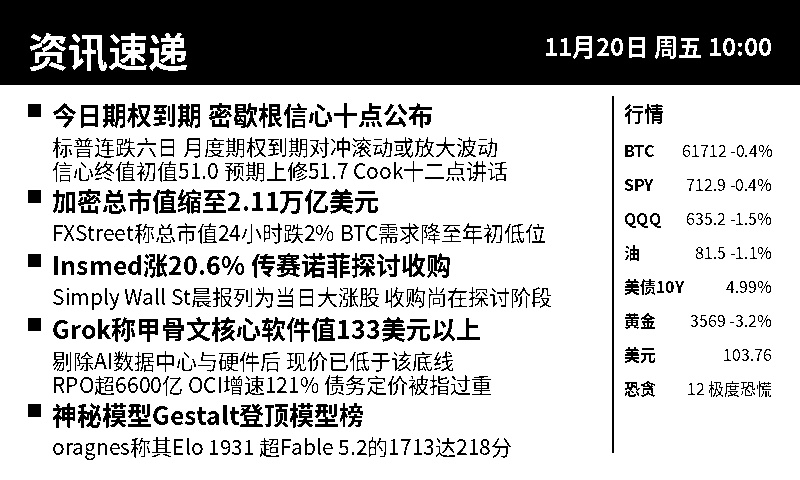 资讯速递
11月20日 周五 10:00
今日期权到期 密歇根信心十点公布
标普连跌六日 月度期权到期对冲滚动或放大波动
信心终值初值51.0 预期上修51.7 Cook十二点讲话
加密总市值缩至2.11万亿美元
FXStreet称总市值24小时跌2% BTC需求降至年初低位
Insmed涨20.6% 传赛诺菲探讨收购
Simply Wall St晨报列为当日大涨股 收购尚在探讨阶段
Grok称甲骨文核心软件值133美元以上
剔除AI数据中心与硬件后 现价已低于该底线
RPO超6600亿 OCI增速121% 债务定价被指过重
神秘模型Gestalt登顶模型榜
oragnes称其Elo 1931 超Fable 5.2的1713达218分
行情
BTC 61712 -0.4%
SPY 712.9 -0.4%
QQQ 635.2 -1.5%
油 81.5 -1.1%
美债10Y 4.99%
黄金 3569 -3.2%
美元 103.76
恐贪 12 极度恐慌